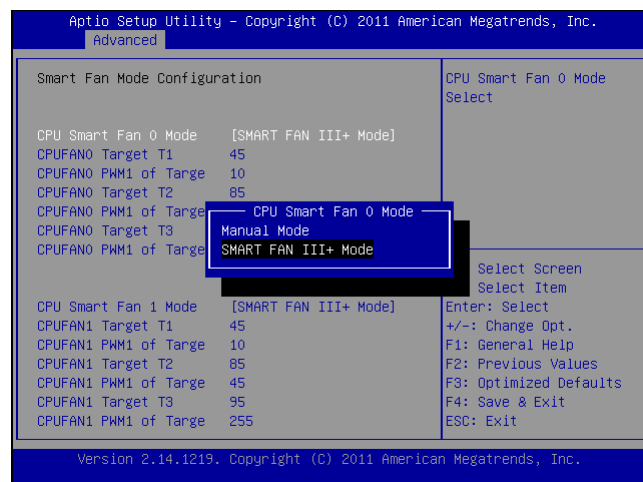 Aptio Setup Utility – Copyright (C) 2011 American Megatrends, Inc.
Advanced
Smart Fan Mode Configuration
CPU Smart Fan 0 Mode [SMART FAN III+ Mode]
CPUFAN0 Target T1 45
CPUFAN0 PWM1 of Targe 10
CPUFAN0 Target T2 85
CPUFAN0 PWM1 of Targe
CPUFAN0 Target T3
CPUFAN0 PWM1 of Targe
CPU Smart Fan 0 Mode
Manual Mode
SMART FAN III+ Mode
CPU Smart Fan 1 Mode [SMART FAN III+ Mode]
CPUFAN1 Target T1 45
CPUFAN1 PWM1 of Targe 10
CPUFAN1 Target T2 85
CPUFAN1 PWM1 of Targe 45
CPUFAN1 Target T3 95
CPUFAN1 PWM1 of Targe 255
CPU Smart Fan 0 Mode
Select
Select Screen
Select Item
Enter: Select
+/-: Change Opt.
F1: General Help
F2: Previous Values
F3: Optimized Defaults
F4: Save & Exit
ESC: Exit
Version 2.14.1219. Copyright (C) 2011 American Megatrends, Inc.